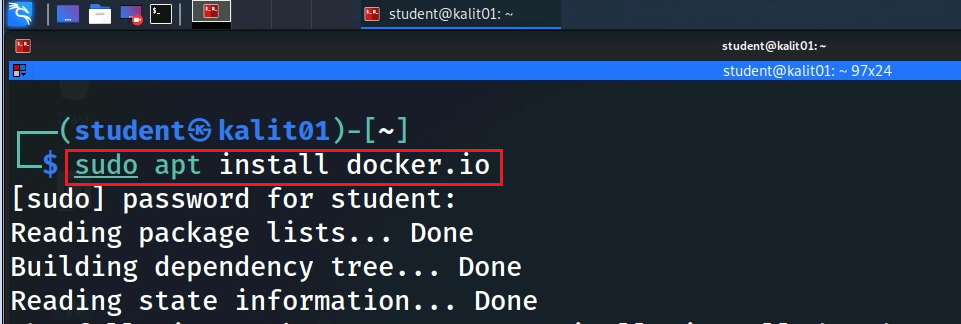 student@kalit01: ~
student@kalit01: ~
student@kalit01: ~ 97x24
(student㉿kalit01)-[~]
$ sudo apt install docker.io
[sudo] password for student:
Reading package lists... Done
Building dependency tree... Done
Reading state information... Done